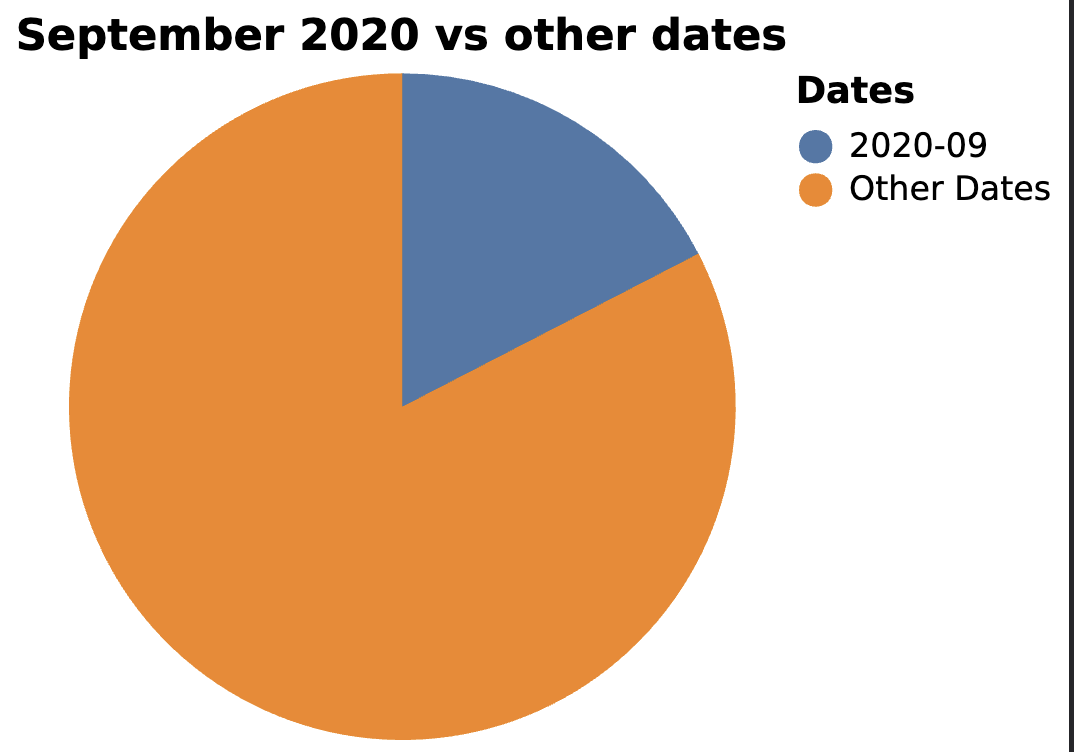 September 2020 vs other dates
Dates
2020-09
Other Dates